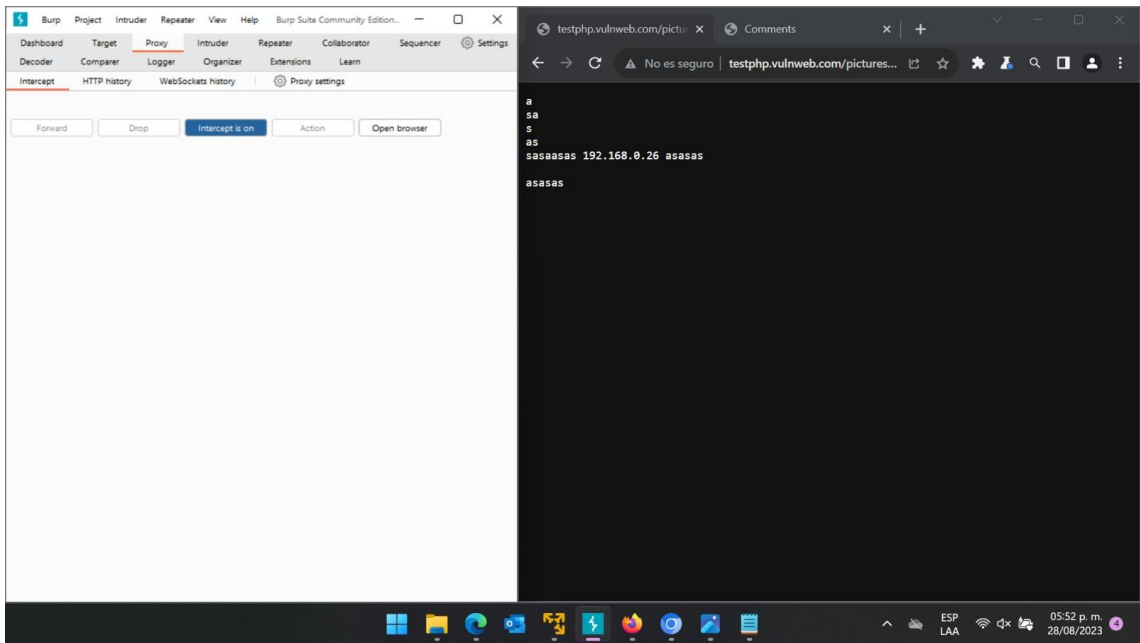 Burp Project Intruder Repeater View Help Burp Suite Community Edition...
Dashboard Target Proxy Intruder Repeater Collaborator Sequencer Settings
Decoder Comparer Logger Organizer Extensions Learn
Intercept HTTP history WebSockets history Proxy settings
Forward Drop Intercept is on Action Open browser
testphp.vulnweb.com/pictu Comments
No es seguro testphp.vulnweb.com/pictures...
a
sa
s
as
sasaasas 192.168.0.26 asasas
asasas
ESP
LAA
05:52 p. m.
28/08/2023
4